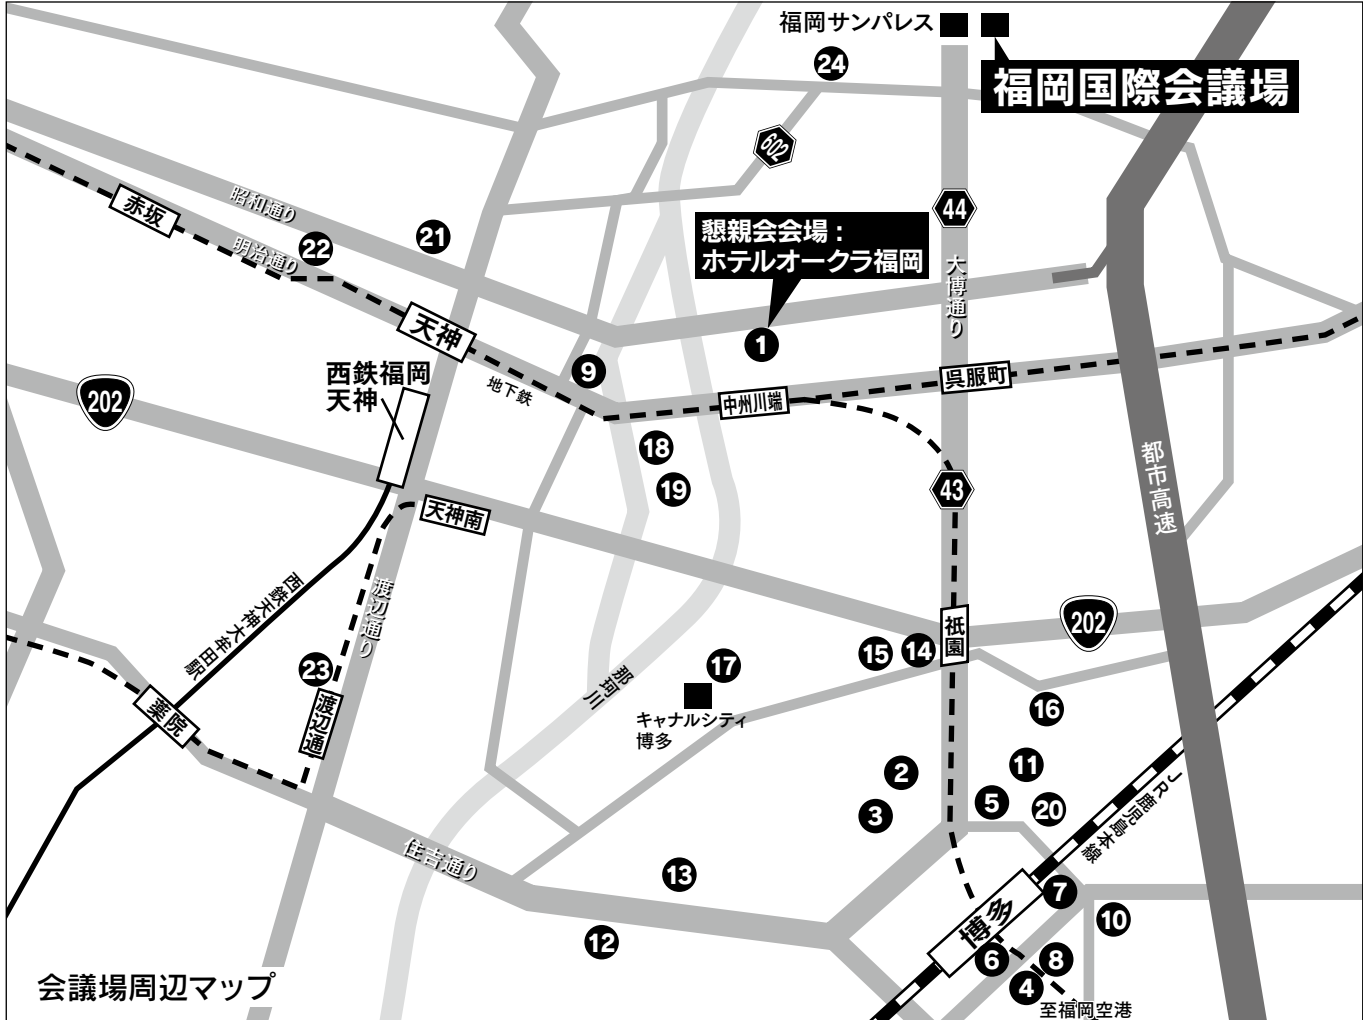 福岡サンパレス
福岡国際会議場
24
602
44
昭和通り
赤坂
明治通り
22
21
懇親会会場：
ホテルオークラ福岡
大博通り
天神
1
西鉄福岡
天神
地下鉄
9
中州川端
呉服町
202
18
19
43
都市高速
天神南
西鉄天神大牟田駅
渡辺通り
祇園
202
15
14
23
渡辺通
薬院
那珂川
17
キャナルシティ
博多
16
2
11
3
5
20
JR鹿児島本線
住吉通り
13
7
12
博多
10
6
8
4
至福岡空港
会議場周辺マップ